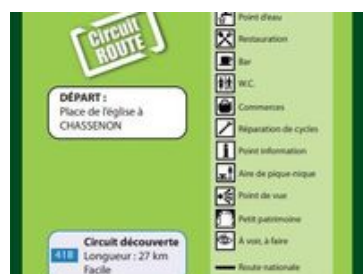 Circuit
ROUTE
DÉPART :
Place de l'église à
CHASSENON
Circuit découverte
41B Longueur : 27 km
Facile
Point d'eau
Restauration
Bar
W.C.
Commerces
Réparation de cycles
Point information
Aire de pique-nique
Point de vue
Petit patrimoine
À voir, à faire
Route nationale